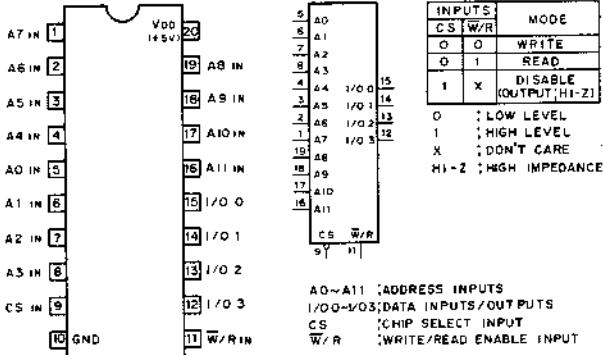 A7 IN 1
VDD (+5V) 20
A6 IN 2
19 A8 IN
A5 IN 3
18 A9 IN
A4 IN 4
17 A10 IN
A0 IN 5
16 A11 IN
A1 IN 6
15 I/O 0
A2 IN 7
14 I/O 1
A3 IN 8
13 I/O 2
CS IN 9
12 I/O 3
10 GND
11 W̅/R IN
5 A0
6 A1
7 A2
8 A3
4 A4 I/O 0 15
3 A5 I/O 1 14
2 A6 I/O 2 13
1 A7 I/O 3 12
19 A8
18 A9
17 A10
16 A11
CS W̅/R
9 11
INPUTS MODE
CS W̅/R
0 0 WRITE
0 1 READ
1 X DISABLE
(OUTPUT;HI-Z)
0 ; LOW LEVEL
1 ; HIGH LEVEL
X ; DON'T CARE
HI-Z ; HIGH IMPEDANCE
A0~A11 ;ADDRESS INPUTS
I/O0~I/O3;DATA INPUTS/OUTPUTS
CS ;CHIP SELECT INPUT
W̅/R ;WRITE/READ ENABLE INPUT